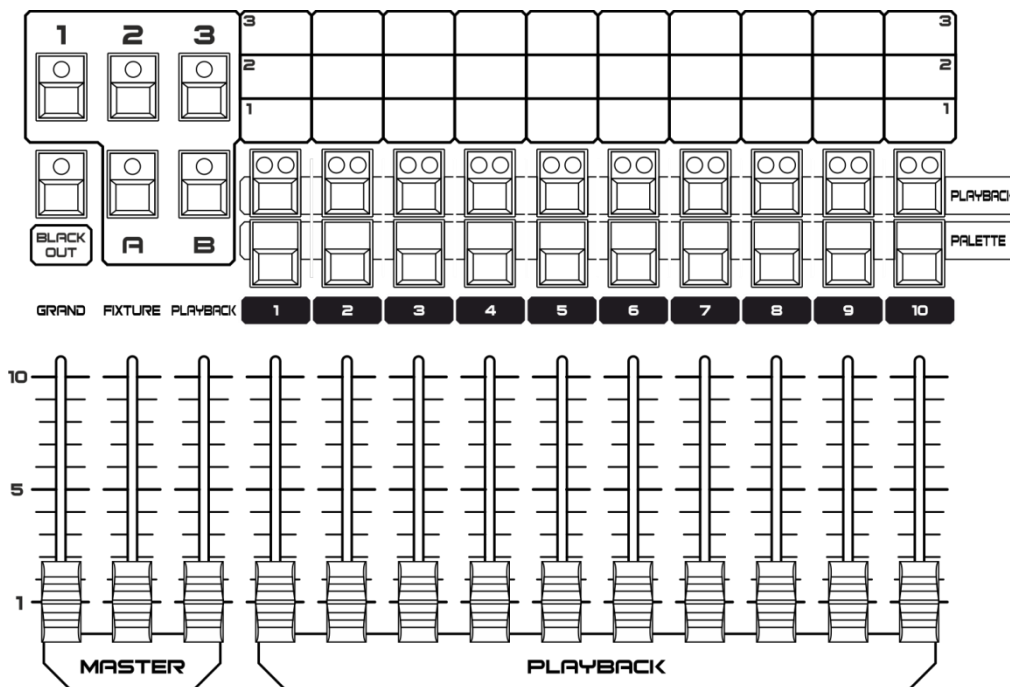 1 2 3
3 3
2 2
1 1
PLAYBACK
BLACK
OUT
A B
PALETTE
GRAND FIXTURE PLAYBACK 1 2 3 4 5 6 7 8 9 10
10
5
1
MASTER PLAYBACK